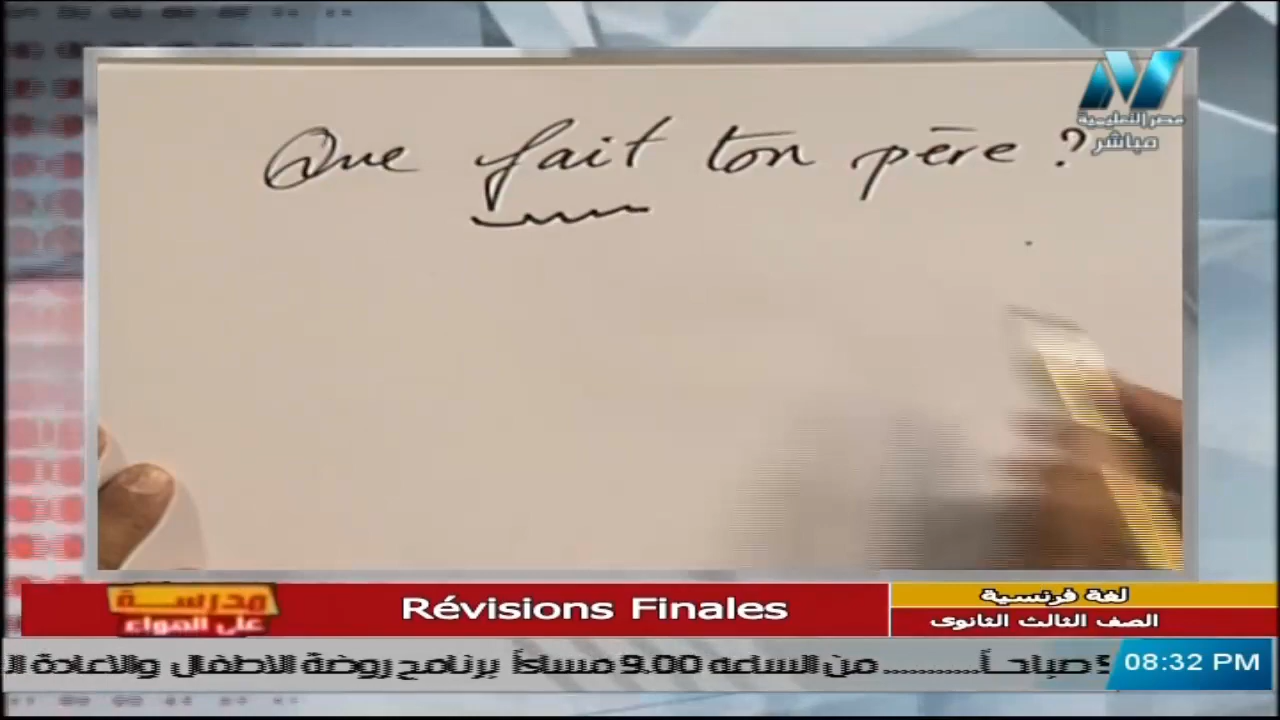 Que fait ton père ?
مصر التعليمية
مباشر
مدرسة
على الهواء
Révisions Finales
لغة فرنسية
الصف الثالث الثانوى
صباحــاً........... من الساعه 9.00 مساءاً برنامج روضة الاطفال والاعادة
08:32 PM